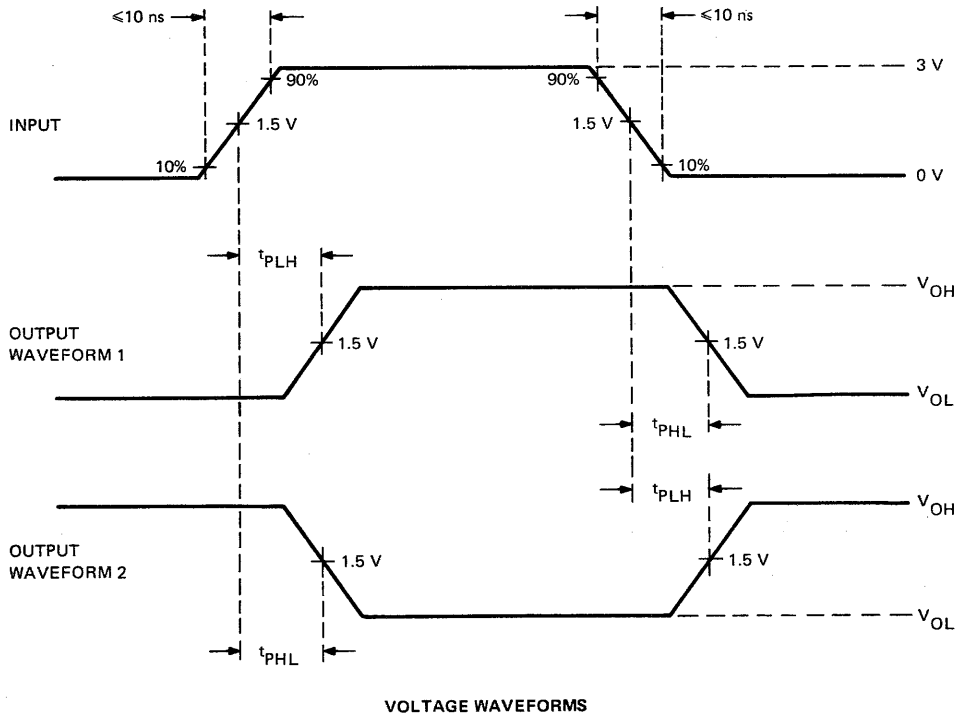 ≤10 ns
≤10 ns
90%
90%
3 V
INPUT
1.5 V
1.5 V
10%
10%
0 V
tPLH
VOH
OUTPUT
WAVEFORM 1
1.5 V
1.5 V
VOL
tPHL
tPLH
VOH
OUTPUT
WAVEFORM 2
1.5 V
1.5 V
VOL
tPHL
VOLTAGE WAVEFORMS